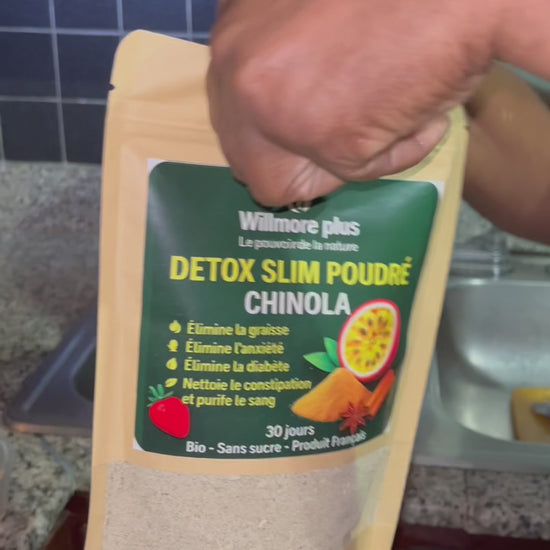 Willmore plus
Le pouvoir de la nature
DETOX SLIM POUDRÉ
CHINOLA
Élimine la graisse
Élimine l'anxiété
Élimine la diabète
Nettoie le constipation
et purifie le sang
30 jours
Bio - Sans sucre - Produit Français